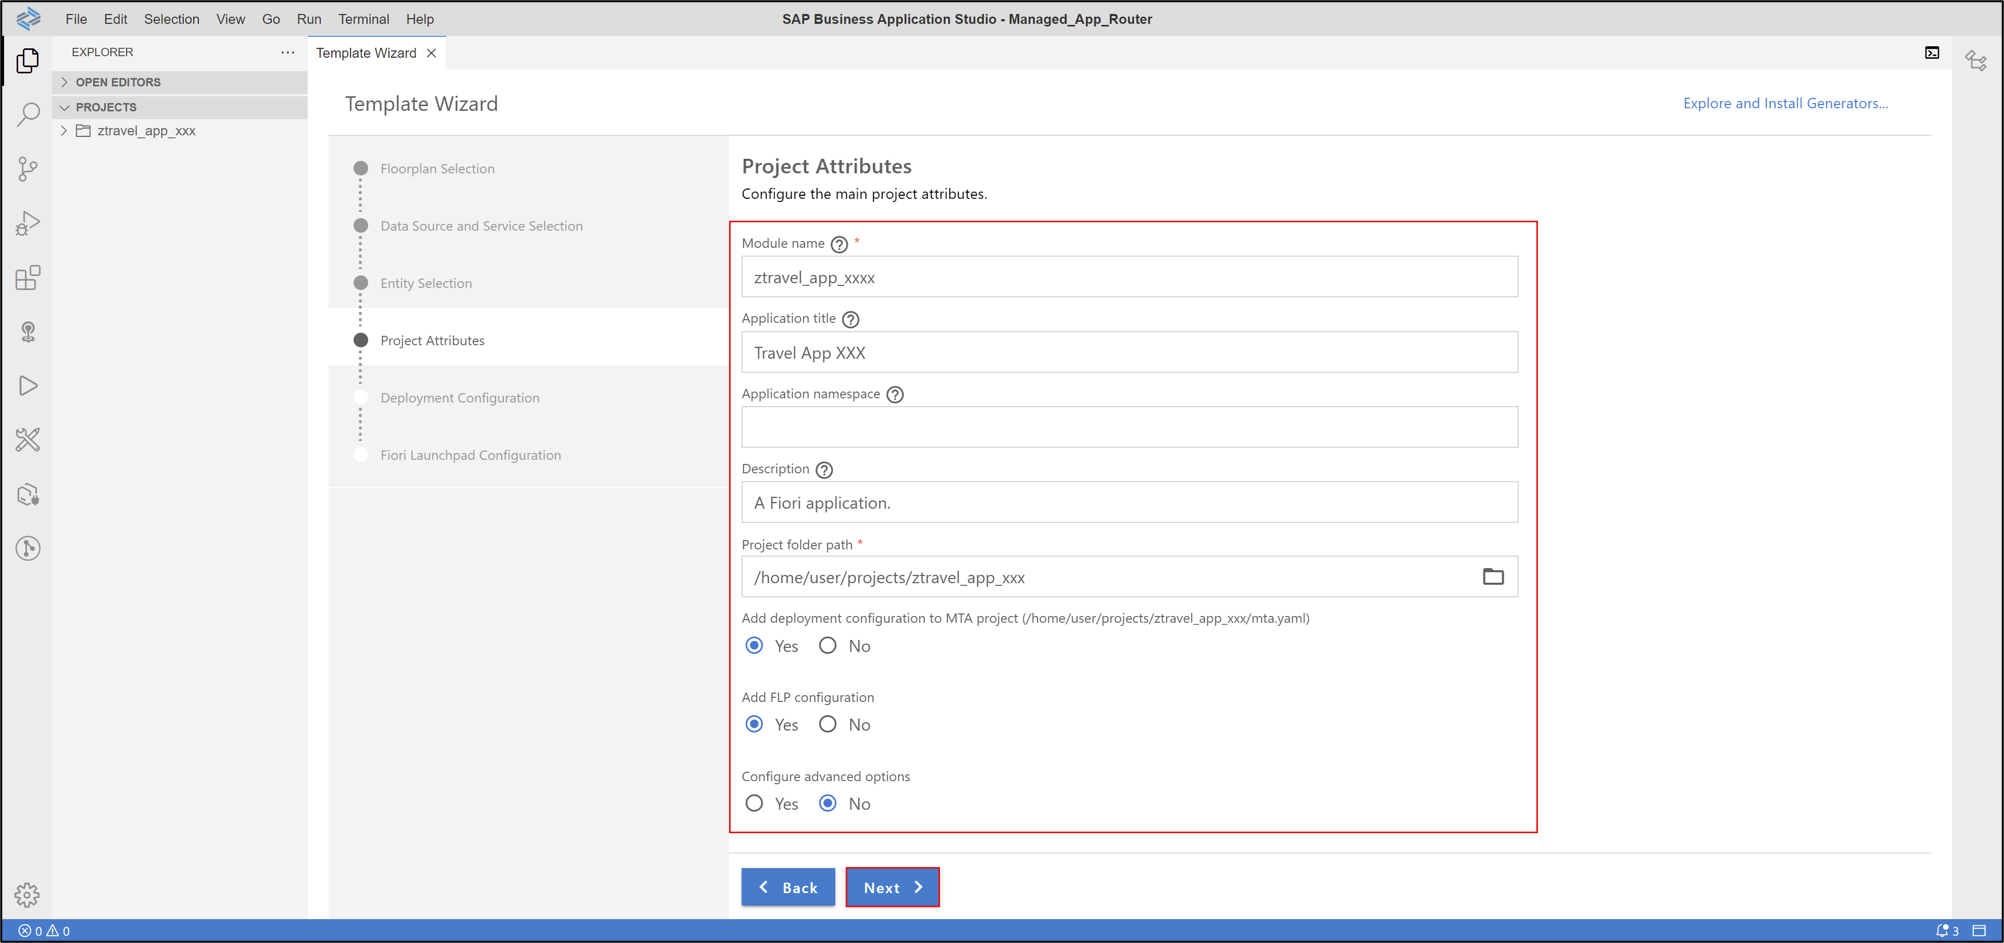 File Edit Selection View Go Run Terminal Help
SAP Business Application Studio - Managed_App_Router
EXPLORER
OPEN EDITORS
PROJECTS
ztravel_app_xxx
Template Wizard
Template Wizard
Explore and Install Generators...
Floorplan Selection
Data Source and Service Selection
Entity Selection
Project Attributes
Deployment Configuration
Fiori Launchpad Configuration
Project Attributes
Configure the main project attributes.
Module name ? *
ztravel_app_xxxx
Application title ?
Travel App XXX
Application namespace ?
Description ?
A Fiori application.
Project folder path *
/home/user/projects/ztravel_app_xxx
Add deployment configuration to MTA project (/home/user/projects/ztravel_app_xxx/mta.yaml)
Yes No
Add FLP configuration
Yes No
Configure advanced options
Yes No
Back Next
0 0
3